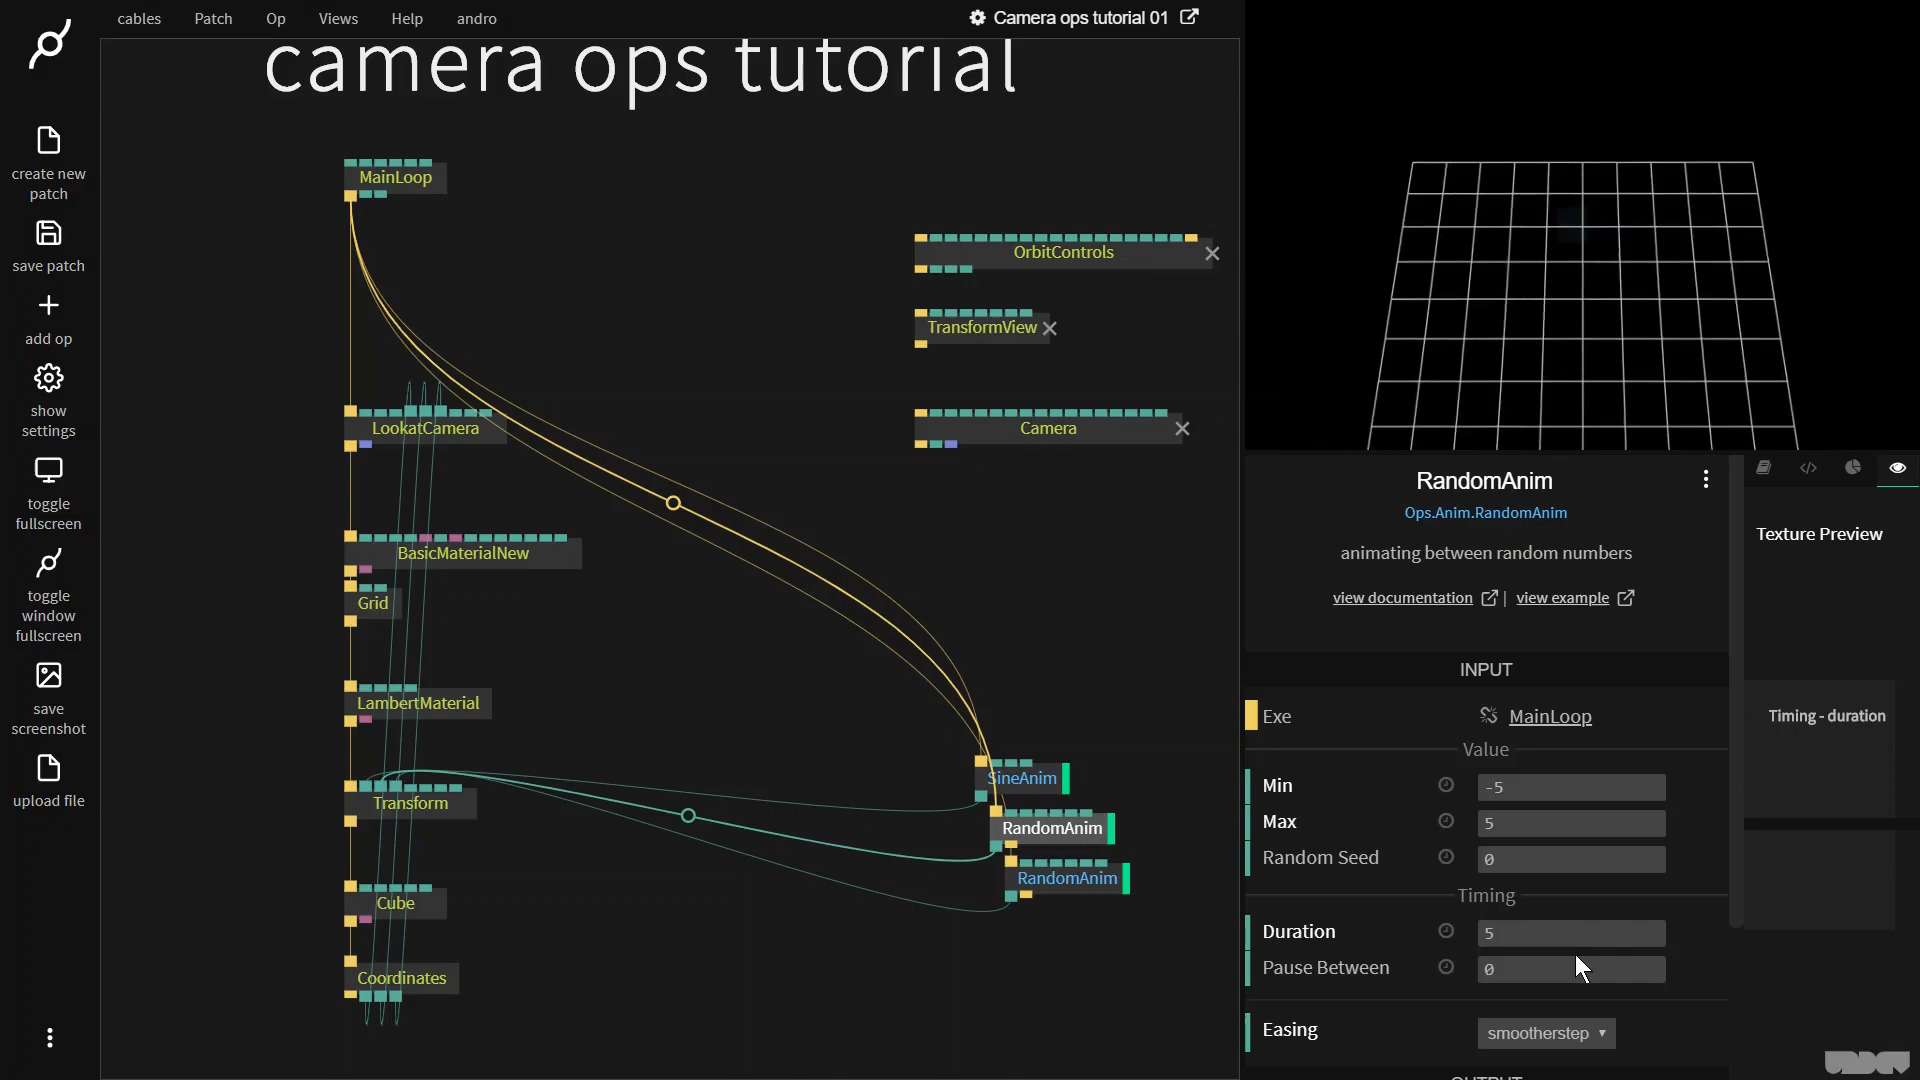 cables Patch Op Views Help andro Camera ops tutorial 01
camera ops tutorial
create new
patch
save patch
add op
show
settings
toggle
fullscreen
toggle
window
fullscreen
save
screenshot
upload file
MainLoop
OrbitControls
TransformView
LookatCamera
Camera
BasicMaterialNew
Grid
LambertMaterial
SineAnim
Transform
RandomAnim
RandomAnim
Cube
Coordinates
RandomAnim
Ops.Anim.RandomAnim
animating between random numbers
view documentation | view example
INPUT
Exe MainLoop
Value
Min -5
Max 5
Random Seed 0
Timing
Duration 5
Pause Between 0
Easing smootherstep
OUTPUT
Texture Preview
Timing - duration